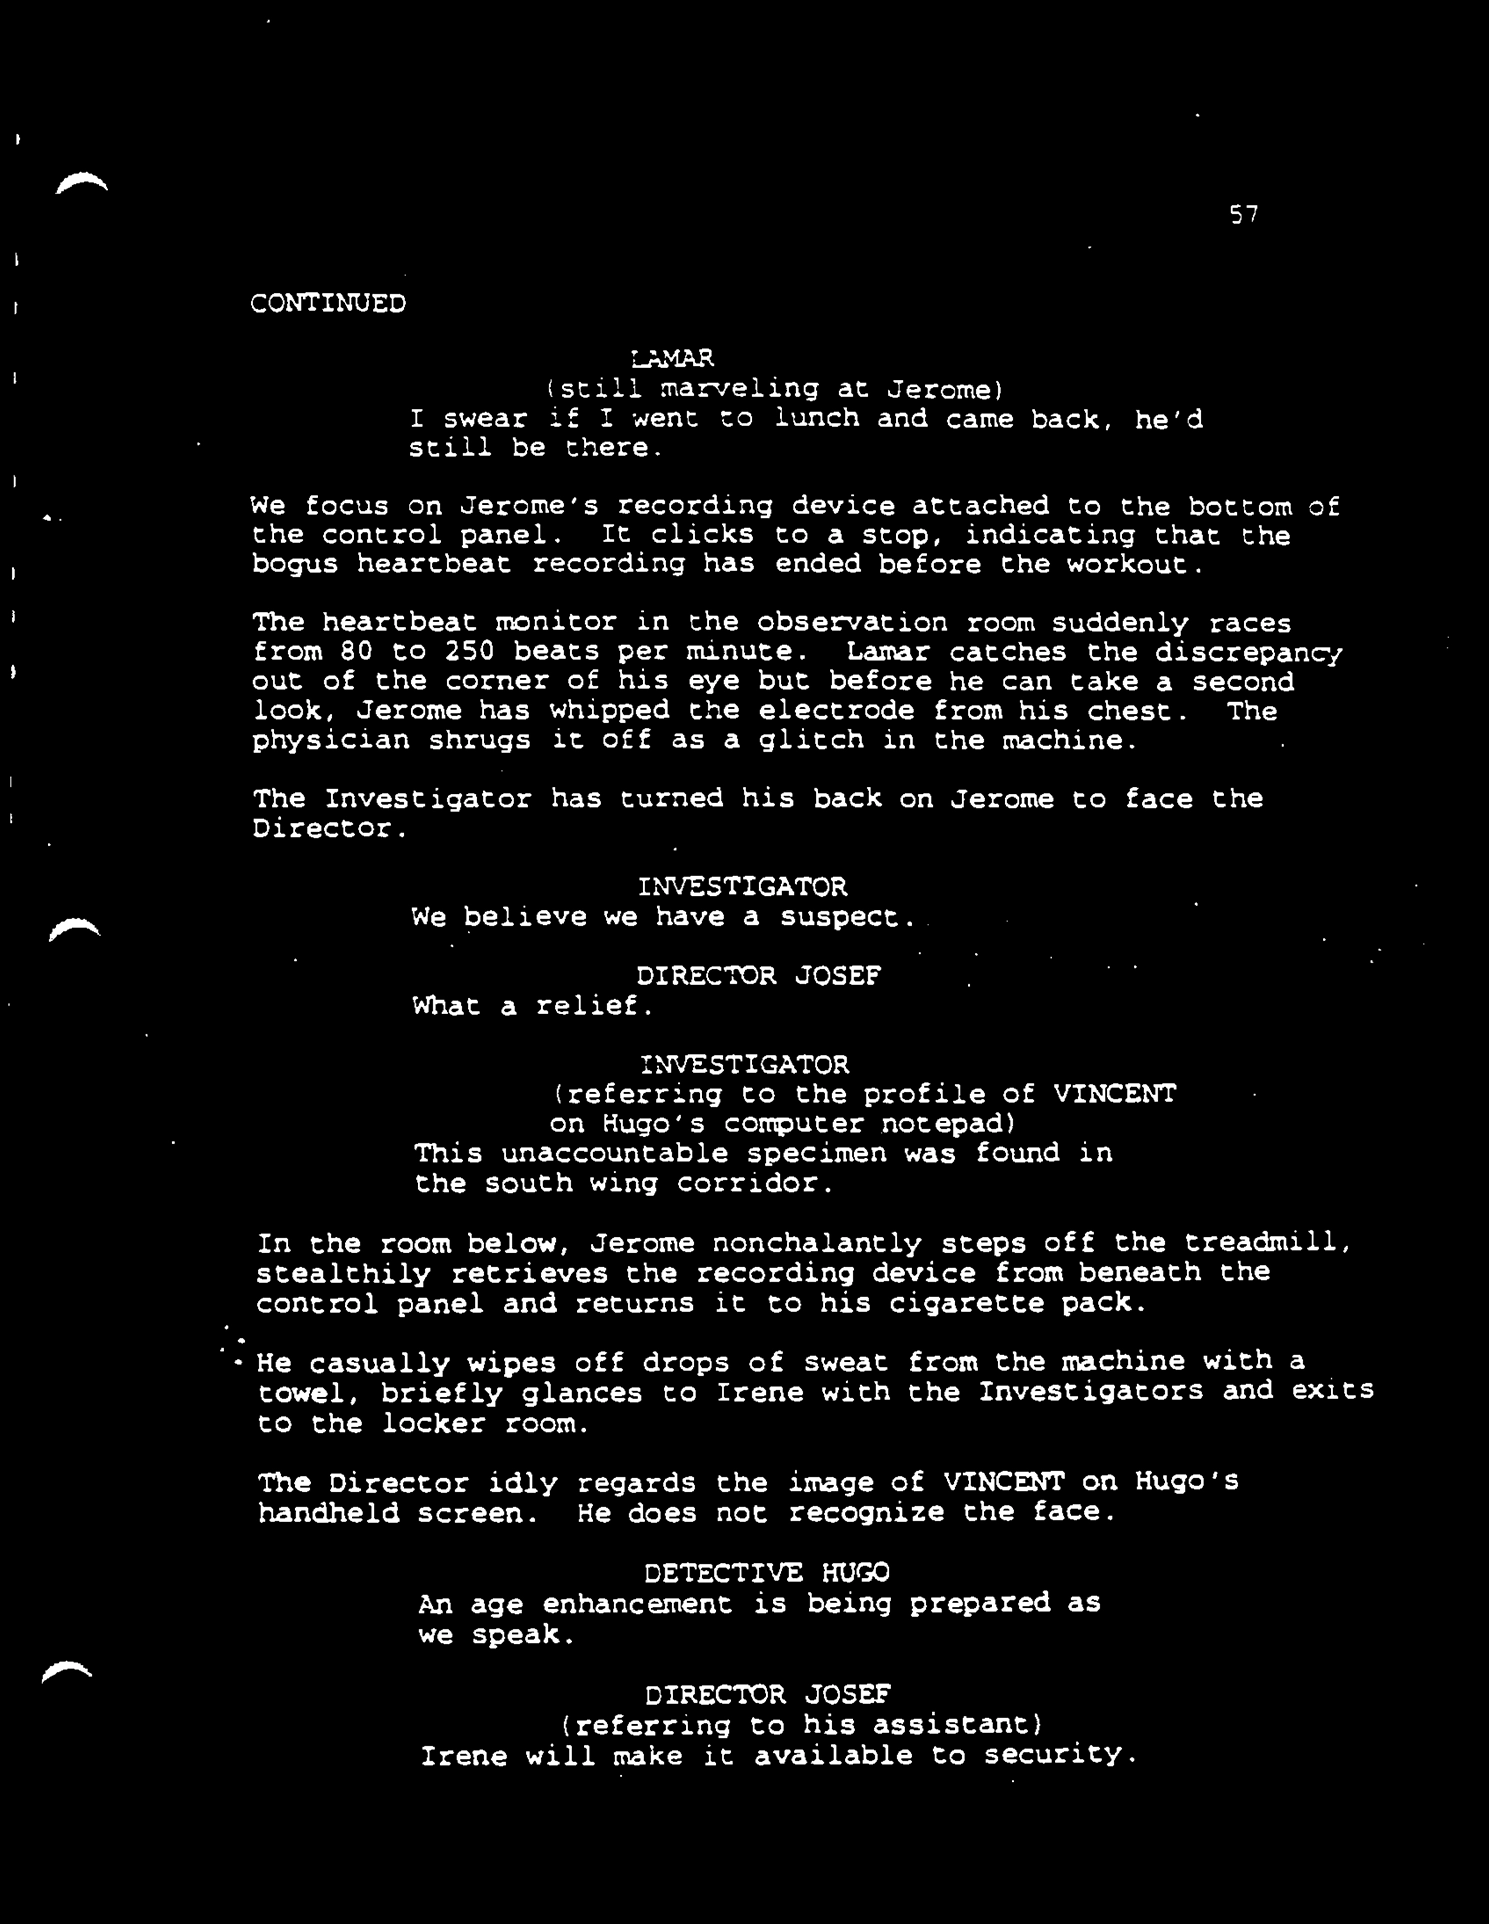 57
CONTINUED
LAMAR
(still marveling at Jerome)
I swear if I went to lunch and came back, he'd
still be there.
We focus on Jerome's recording device attached to the bottom of
the control panel. It clicks to a stop, indicating that the
bogus heartbeat recording has ended before the workout.
The heartbeat monitor in the observation room suddenly races
from 80 to 250 beats per minute. Lamar catches the discrepancy
out of the corner of his eye but before he can take a second
look, Jerome has whipped the electrode from his chest. The
physician shrugs it off as a glitch in the machine.
The Investigator has turned his back on Jerome to face the
Director.
INVESTIGATOR
We believe we have a suspect.
DIRECTOR JOSEF
What a relief.
INVESTIGATOR
(referring to the profile of VINCENT
on Hugo's computer notepad)
This unaccountable specimen was found in
the south wing corridor.
In the room below, Jerome nonchalantly steps off the treadmill,
stealthily retrieves the recording device from beneath the
control panel and returns it to his cigarette pack.
He casually wipes off drops of sweat from the machine with a
towel, briefly glances to Irene with the Investigators and exits
to the locker room.
The Director idly regards the image of VINCENT on Hugo's
handheld screen. He does not recognize the face.
DETECTIVE HUGO
An age enhancement is being prepared as
we speak.
DIRECTOR JOSEF
(referring to his assistant)
Irene will make it available to security.